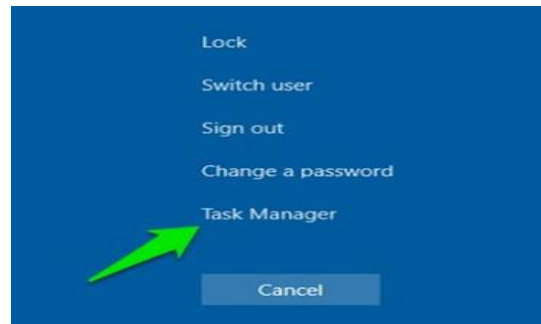 Lock
Switch user
Sign out
Change a password
Task Manager
Cancel